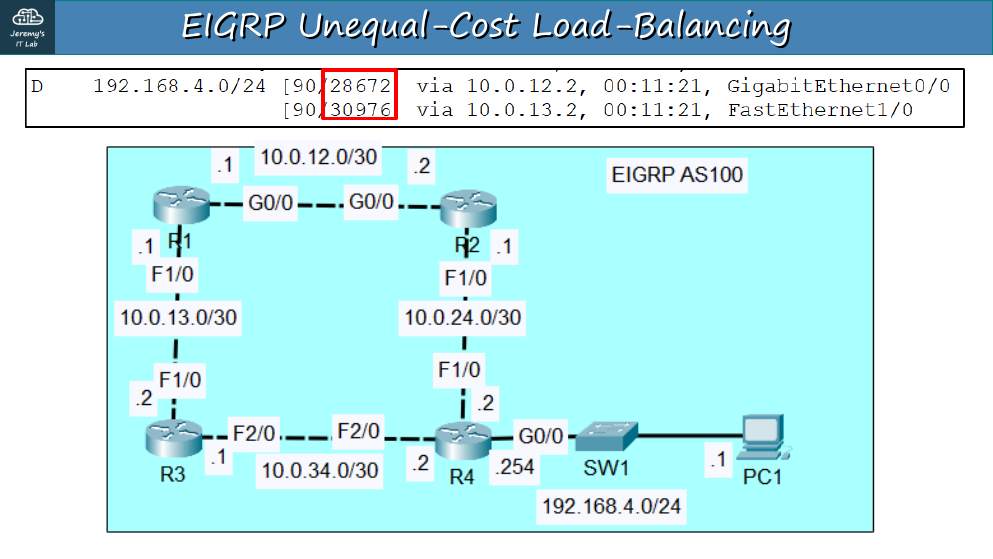 EIGRP Unequal-Cost Load-Balancing
Jeremy's
IT Lab
D 192.168.4.0/24 [90/28672 via 10.0.12.2, 00:11:21, GigabitEthernet0/0
[90/30976 via 10.0.13.2, 00:11:21, FastEthernet1/0
.1 10.0.12.0/30 .2
EIGRP AS100
G0/0 G0/0
.1 R1
R2 .1
F1/0
F1/0
10.0.13.0/30
10.0.24.0/30
F1/0
F1/0
.2
.2
F2/0 F2/0
G0/0
R3 .1 10.0.34.0/30 .2 R4 .254 SW1 .1 PC1
192.168.4.0/24